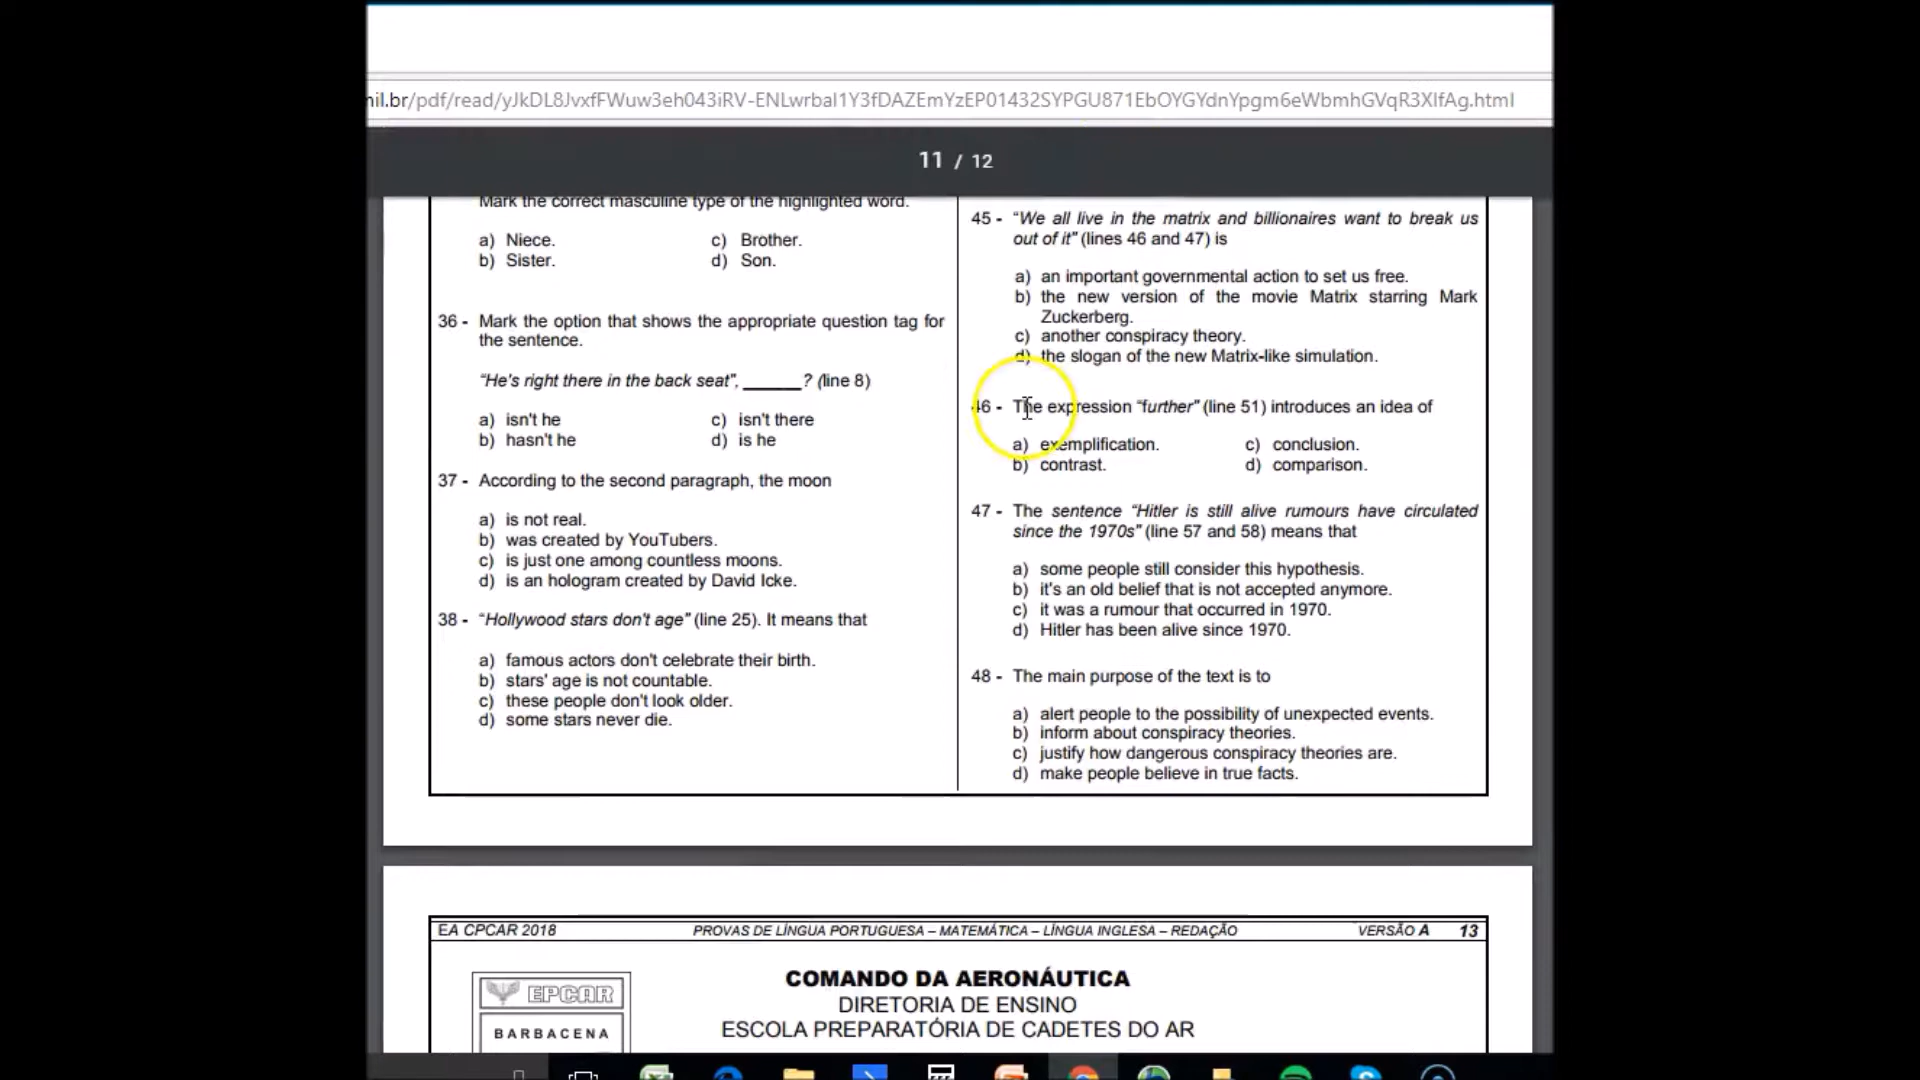 nil.br/pdf/read/yJkDL8JvxfFWuw3eh043iRV-ENLwrbaI1Y3fDAZEmYzEP01432SYPGU871EbOYGYdnYpgm6eWbmhGVqR3XIfAg.html
11 / 12
Mark the correct masculine type of the highlighted word.
a) Niece. c) Brother.
b) Sister. d) Son.
36 - Mark the option that shows the appropriate question tag for
the sentence.
“He's right there in the back seat”, ______? (line 8)
a) isn't he c) isn't there
b) hasn't he d) is he
37 - According to the second paragraph, the moon
a) is not real.
b) was created by YouTubers.
c) is just one among countless moons.
d) is an hologram created by David Icke.
38 - “Hollywood stars don't age” (line 25). It means that
a) famous actors don't celebrate their birth.
b) stars' age is not countable.
c) these people don't look older.
d) some stars never die.
45 - “We all live in the matrix and billionaires want to break us
out of it” (lines 46 and 47) is
a) an important governmental action to set us free.
b) the new version of the movie Matrix starring Mark
Zuckerberg.
c) another conspiracy theory.
d) the slogan of the new Matrix-like simulation.
46 - The expression “further” (line 51) introduces an idea of
a) exemplification. c) conclusion.
b) contrast. d) comparison.
47 - The sentence “Hitler is still alive rumours have circulated
since the 1970s” (line 57 and 58) means that
a) some people still consider this hypothesis.
b) it's an old belief that is not accepted anymore.
c) it was a rumour that occurred in 1970.
d) Hitler has been alive since 1970.
48 - The main purpose of the text is to
a) alert people to the possibility of unexpected events.
b) inform about conspiracy theories.
c) justify how dangerous conspiracy theories are.
d) make people believe in true facts.
EA CPCAR 2018 PROVAS DE LÍNGUA PORTUGUESA – MATEMÁTICA – LÍNGUA INGLESA – REDAÇÃO VERSÃO A 13
EPCAR
BARBACENA
COMANDO DA AERONÁUTICA
DIRETORIA DE ENSINO
ESCOLA PREPARATÓRIA DE CADETES DO AR